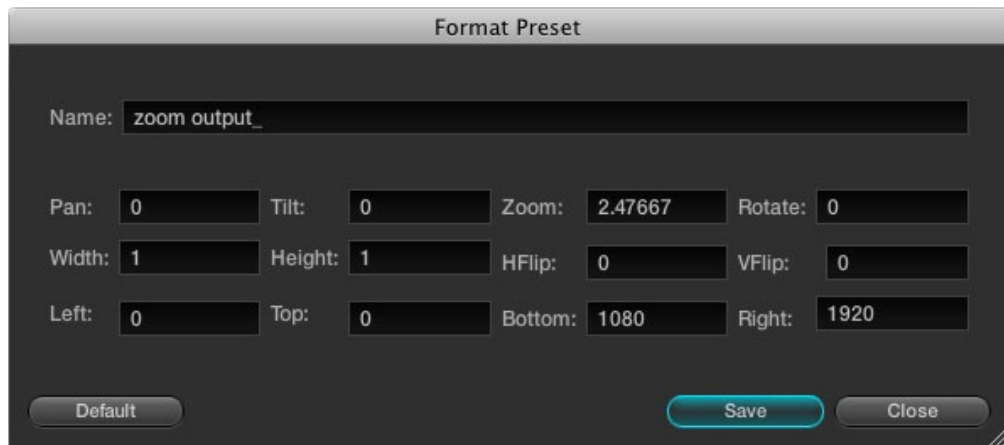 Format Preset
Name: zoom output_
Pan: 0 Tilt: 0 Zoom: 2.47667 Rotate: 0
Width: 1 Height: 1 HFlip: 0 VFlip: 0
Left: 0 Top: 0 Bottom: 1080 Right: 1920
Default Save Close